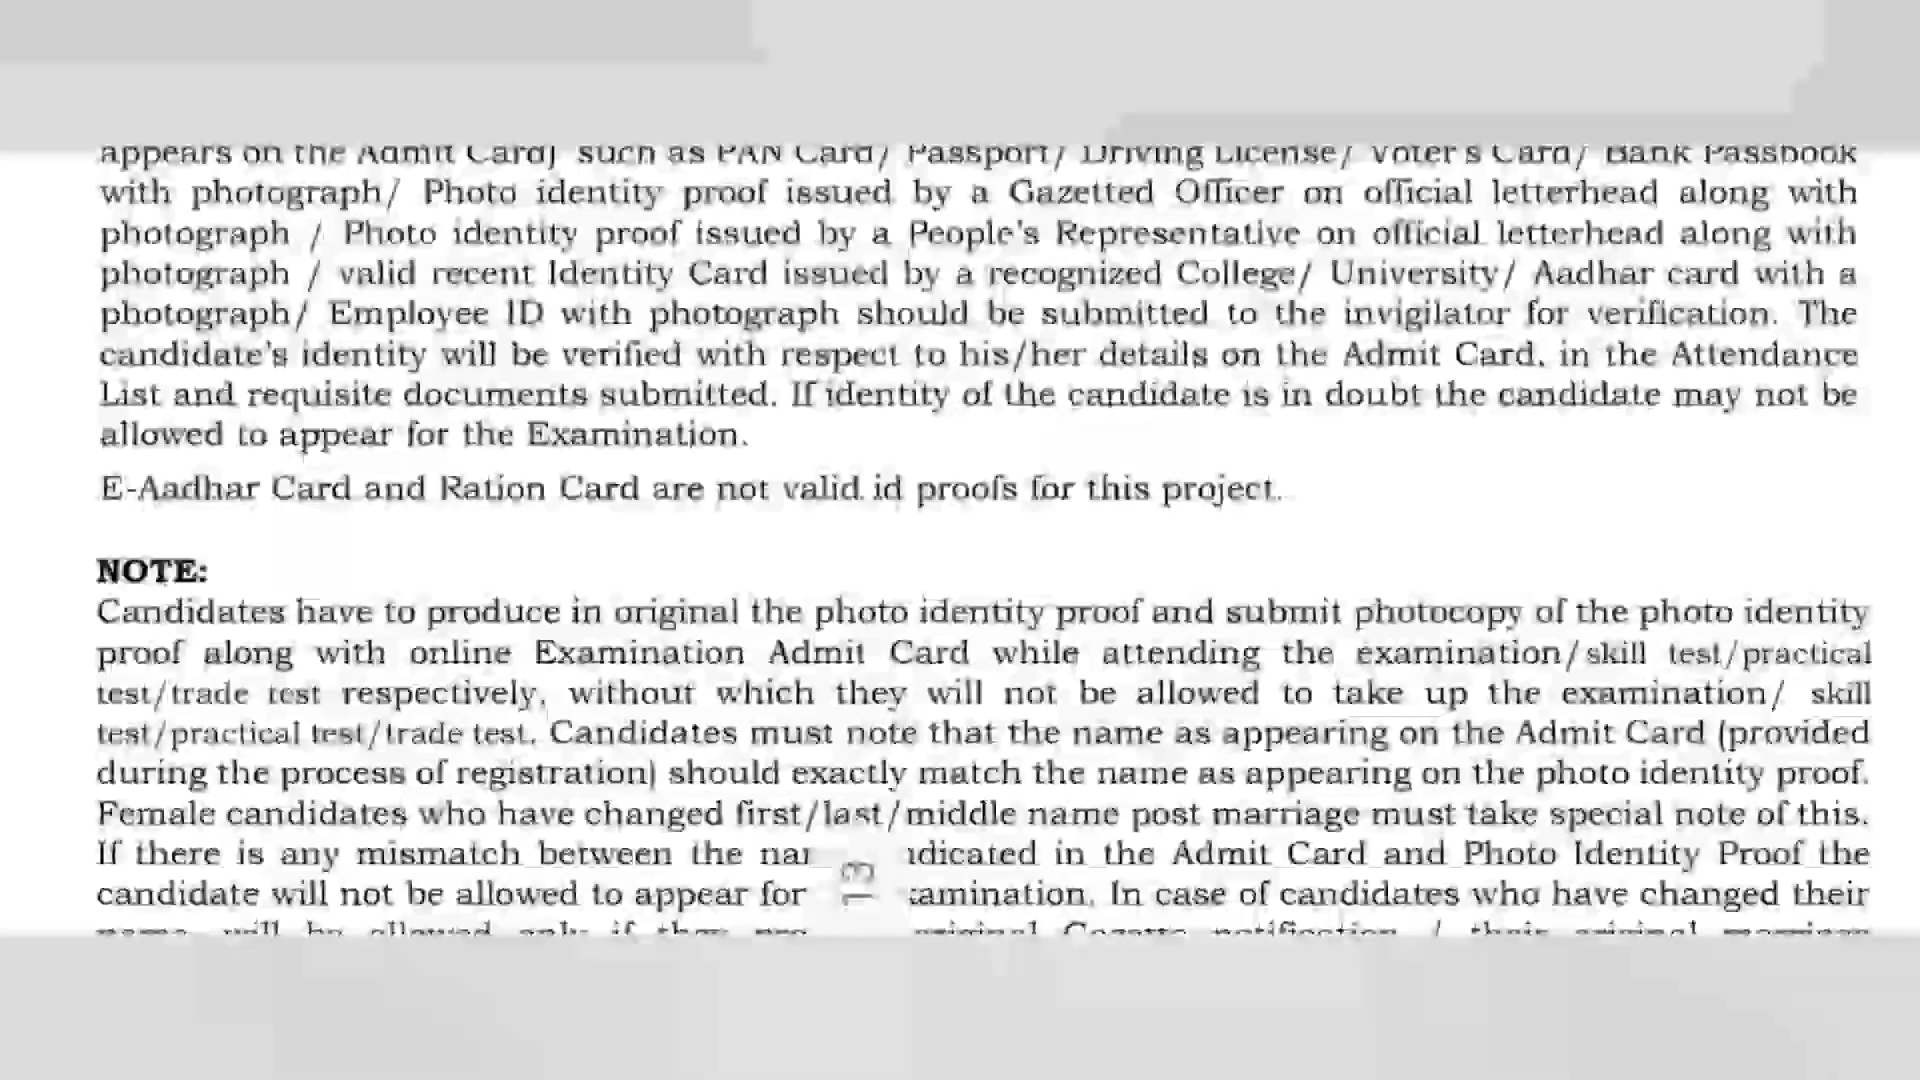 appears on the Admit Card) such as PAN Card/ Passport/ Driving License/ Voter's Card/ Bank Passbook
with photograph/ Photo identity proof issued by a Gazetted Officer on official letterhead along with
photograph / Photo identity proof issued by a People's Representative on official letterhead along with
photograph / valid recent Identity Card issued by a recognized College/ University/ Aadhar card with a
photograph/ Employee ID with photograph should be submitted to the invigilator for verification. The
candidate's identity will be verified with respect to his/her details on the Admit Card, in the Attendance
List and requisite documents submitted. If identity of the candidate is in doubt the candidate may not be
allowed to appear for the Examination.
E-Aadhar Card and Ration Card are not valid id proofs for this project.
NOTE:
Candidates have to produce in original the photo identity proof and submit photocopy of the photo identity
proof along with online Examination Admit Card while attending the examination/skill test/practical
test/trade test respectively, without which they will not be allowed to take up the examination/ skill
test/practical test/trade test. Candidates must note that the name as appearing on the Admit Card (provided
during the process of registration) should exactly match the name as appearing on the photo identity proof.
Female candidates who have changed first/last/middle name post marriage must take special note of this.
If there is any mismatch between the in the Admit Card and Photo Identity Proof the
candidate will not be allowed to appear for In case of candidates who have changed their
will be allowed only if they original Gazette notification / their original marriage
13